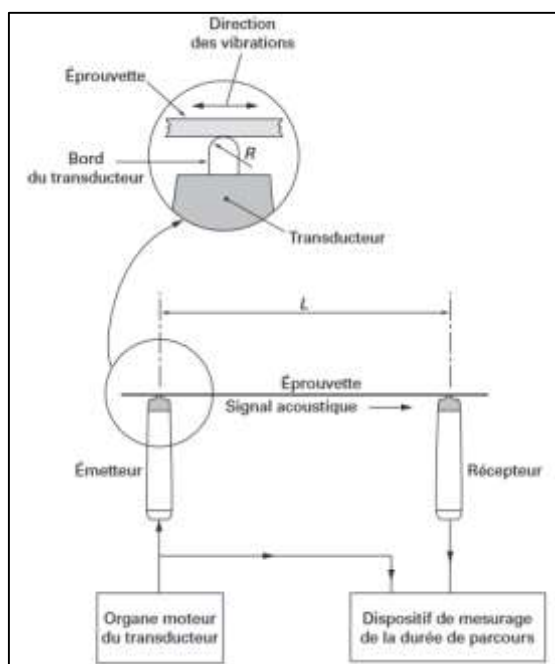 Direction
des vibrations
Éprouvette
R
Bord
du transducteur
Transducteur
L
Éprouvette
Signal acoustique
Émetteur
Récepteur
Organe moteur
du transducteur
Dispositif de mesurage
de la durée de parcours